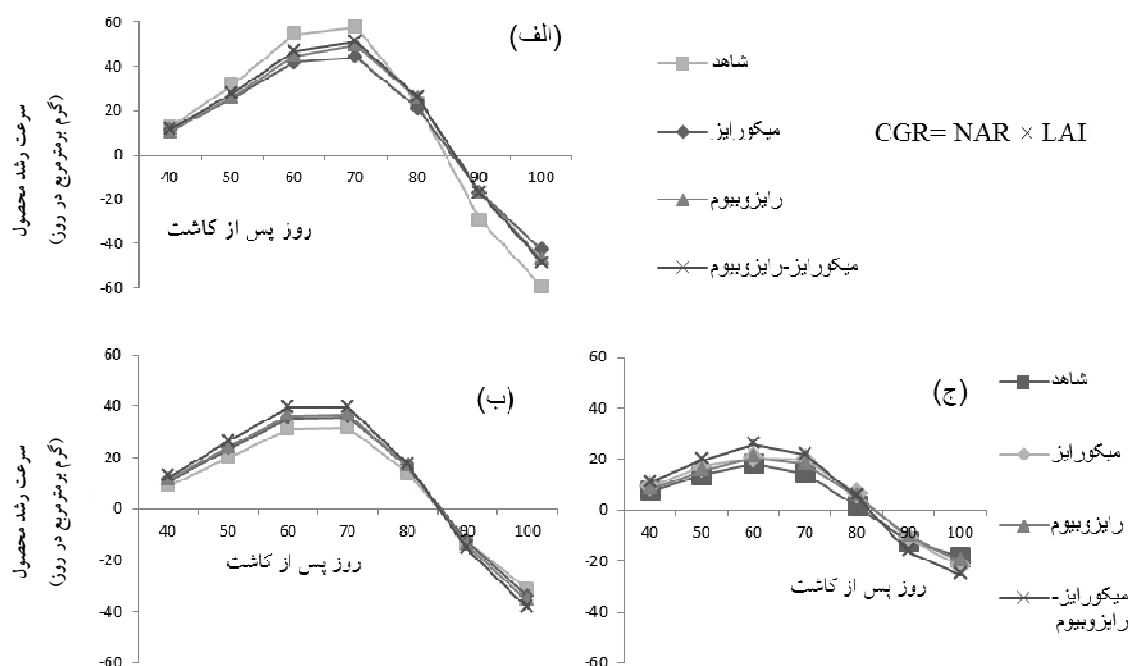 (الف)
سرعت رشد محصول
(گرم برمترمربع در روز)
60
40
20
0
-20
-40
-60
40 50 60 70 80 90 100
روز پس از کاشت
شاهد
میکورایز
رایزوبیوم
میکورایز-رایزوبیوم
CGR= NAR × LAI
(ب)
سرعت رشد محصول
(گرم برمترمربع در روز)
60
40
20
0
-20
-40
-60
40 50 60 70 80 90 100
روز پس از کاشت
(ج)
60
40
20
0
-20
-40
-60
40 50 60 70 80 90 100
روز پس از کاشت
شاهد
میکورایز
رایزوبیوم
میکورایز-
رایزوبیوم